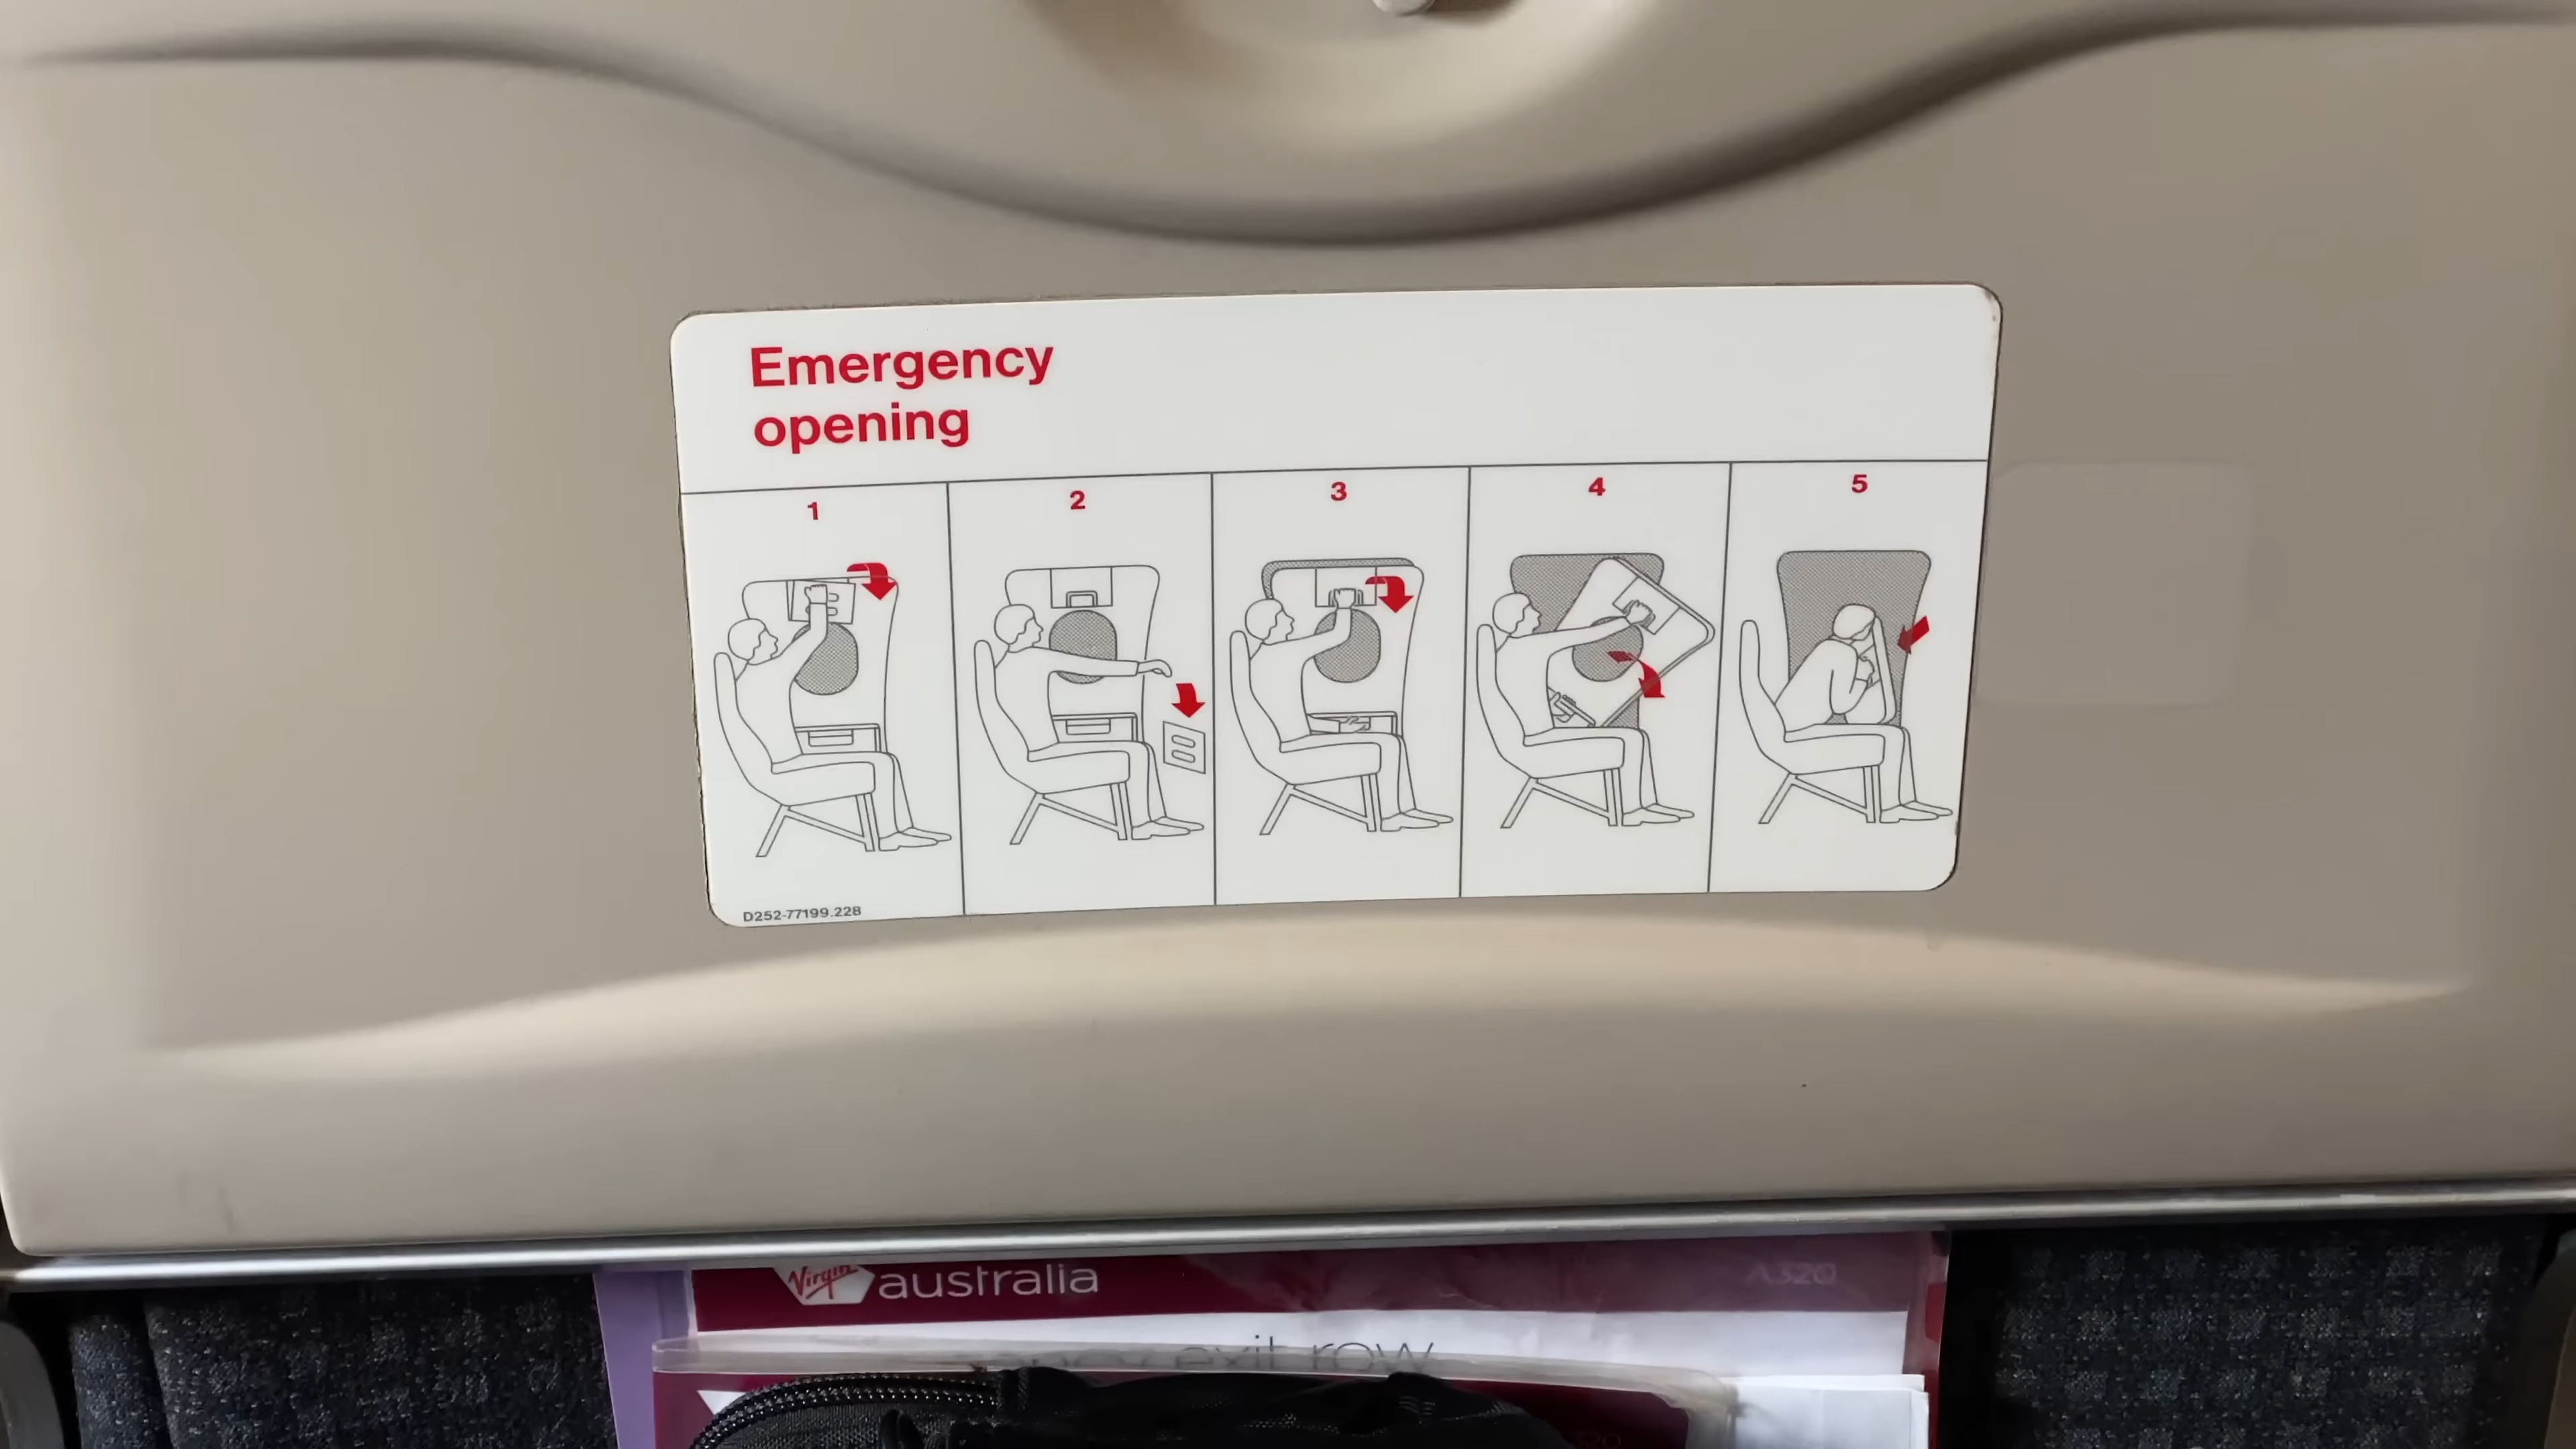 Emergency
opening
1 2 3 4 5
D252-77199.228
Virgin australia
A320
exit row